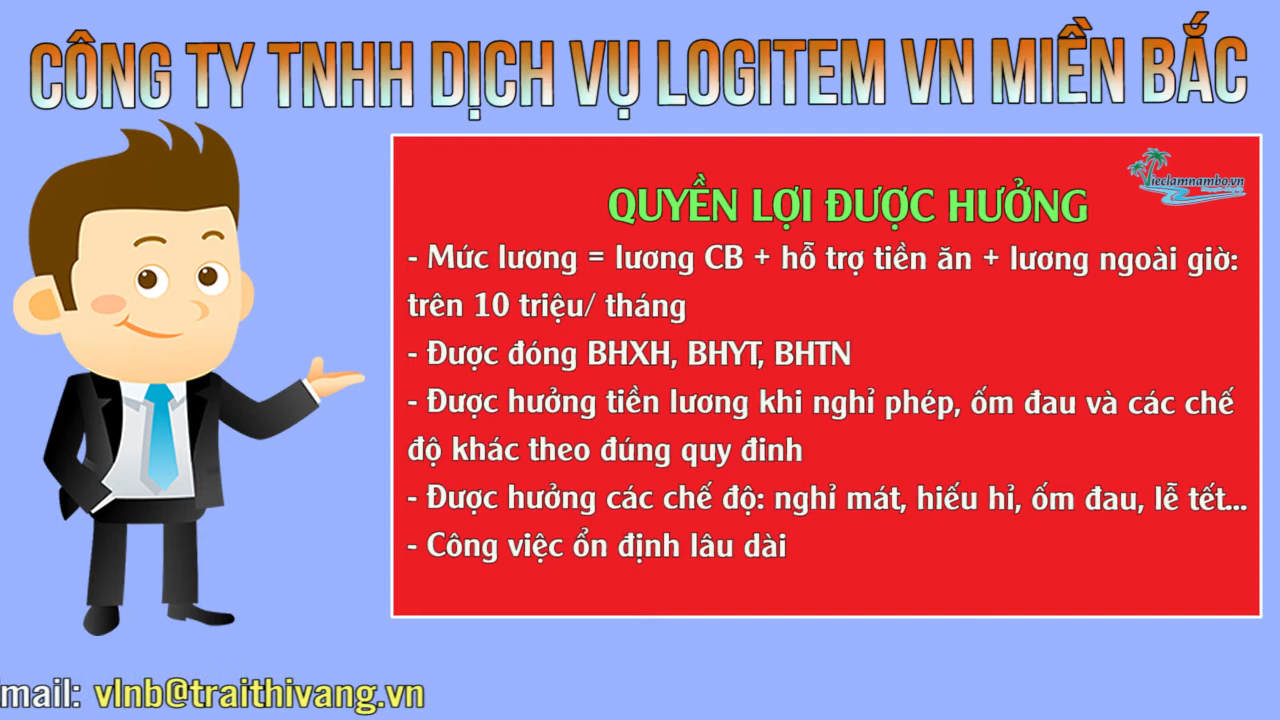 CÔNG TY TNHH DỊCH VỤ LOGITEM VN MIỀN BẮC
ieclamnambo.vn
QUYỀN LỢI ĐƯỢC HƯỞNG
- Mức lương = lương CB + hỗ trợ tiền ăn + lương ngoài giờ:
trên 10 triệu/ tháng
- Được đóng BHXH, BHYT, BHTN
- Được hưởng tiền lương khi nghỉ phép, ốm đau và các chế
độ khác theo đúng quy đinh
- Được hưởng các chế độ: nghỉ mát, hiếu hỉ, ốm đau, lễ tết...
- Công việc ổn định lâu dài
mail: vlnb@traithivang.vn